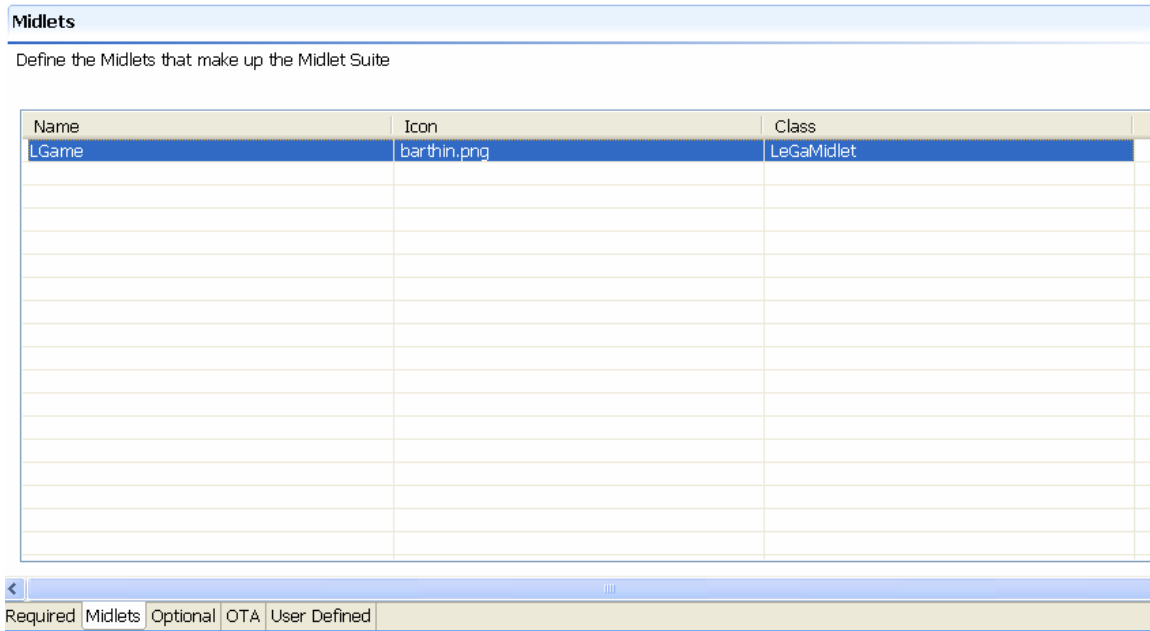 Midlets
Define the Midlets that make up the Midlet Suite
Name Icon Class
LGame barthin.png LeGaMidlet
Required Midlets Optional OTA User Defined